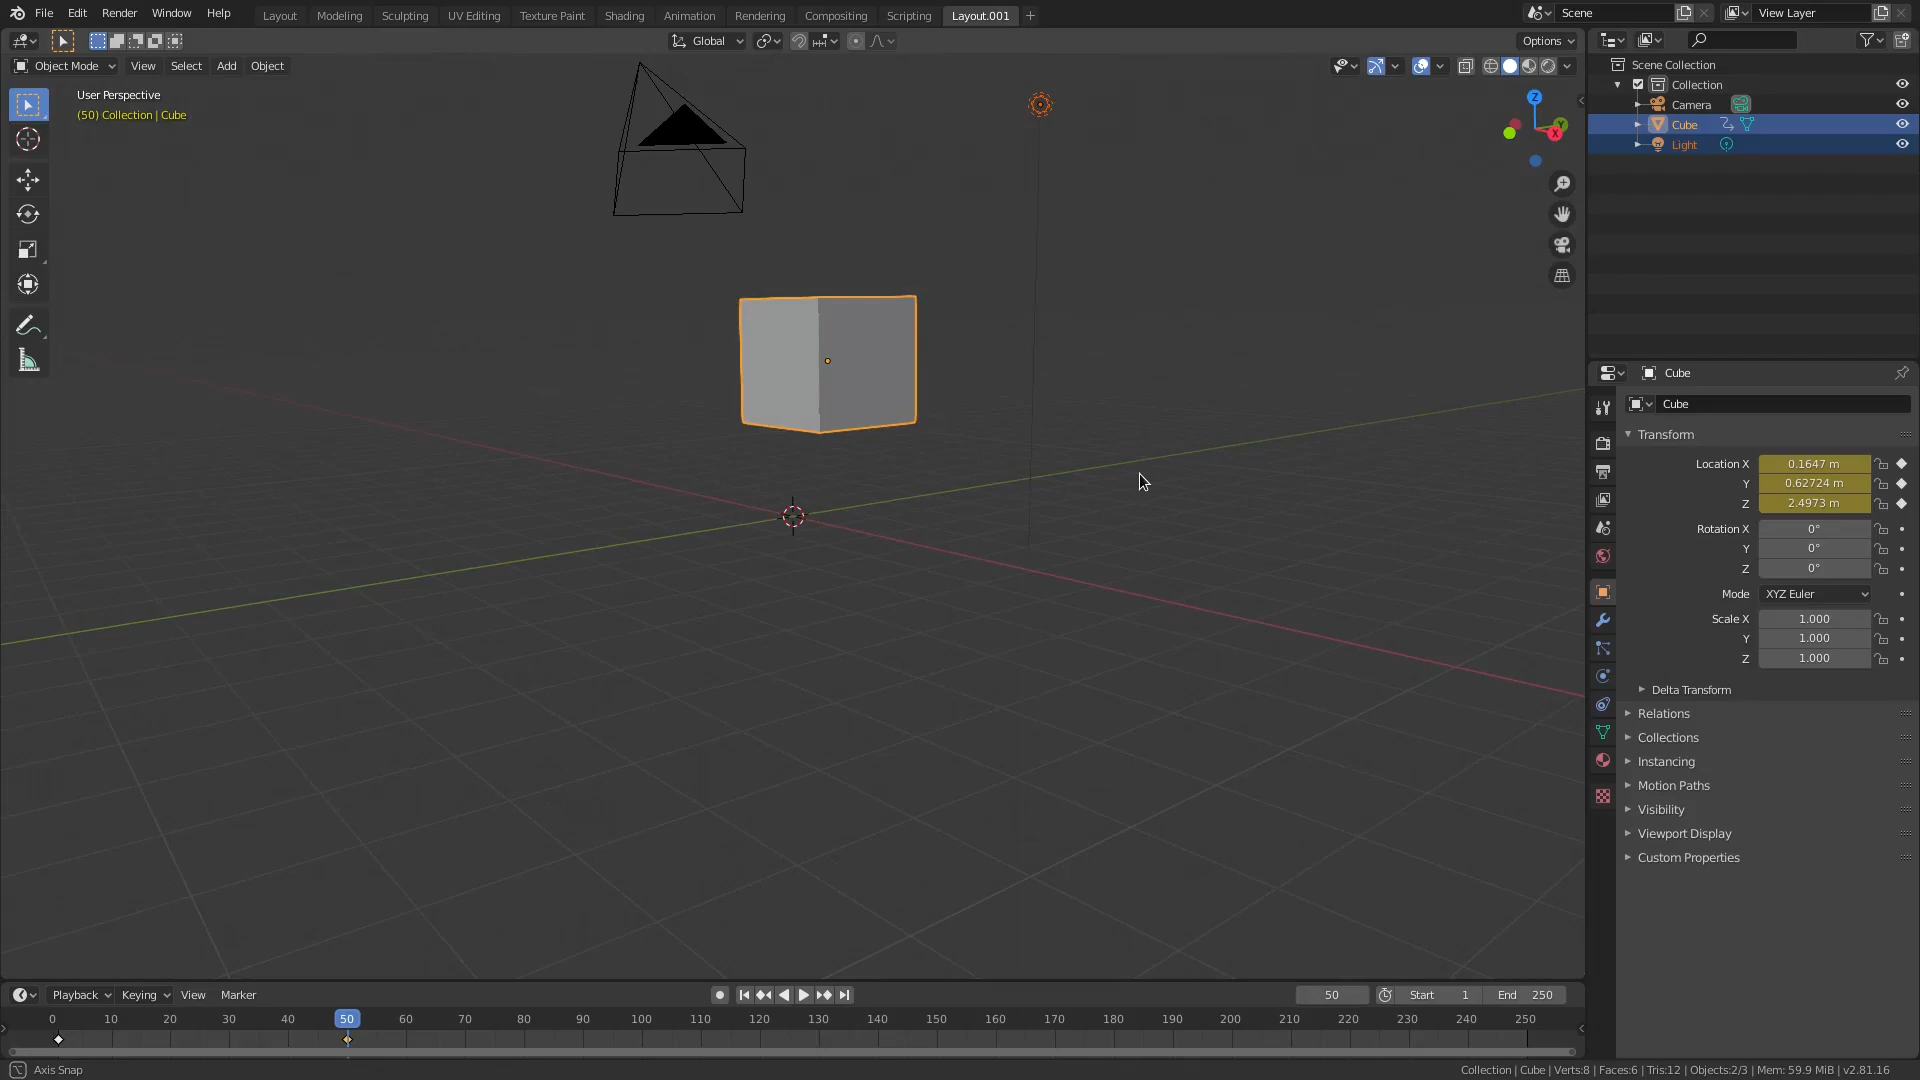 File Edit Render Window Help
Layout Modeling Sculpting UV Editing Texture Paint Shading Animation Rendering Compositing Scripting Layout.001 +
Scene View Layer
Global Options
Object Mode View Select Add Object
User Perspective
(50) Collection | Cube
Z
Y
X
Scene Collection
Collection
Camera
Cube
Light
Cube
Cube
Transform
Location X 0.1647 m
Y 0.62724 m
Z 2.4973 m
Rotation X 0°
Y 0°
Z 0°
Mode XYZ Euler
Scale X 1.000
Y 1.000
Z 1.000
Delta Transform
Relations
Collections
Instancing
Motion Paths
Visibility
Viewport Display
Custom Properties
Playback Keying View Marker 50 Start 1 End 250
0 10 20 30 40 50 60 70 80 90 100 110 120 130 140 150 160 170 180 190 200 210 220 230 240 250
Axis Snap
Collection | Cube | Verts:8 | Faces:6 | Tris:12 | Objects:2/3 | Mem: 59.9 MiB | v2.81.16